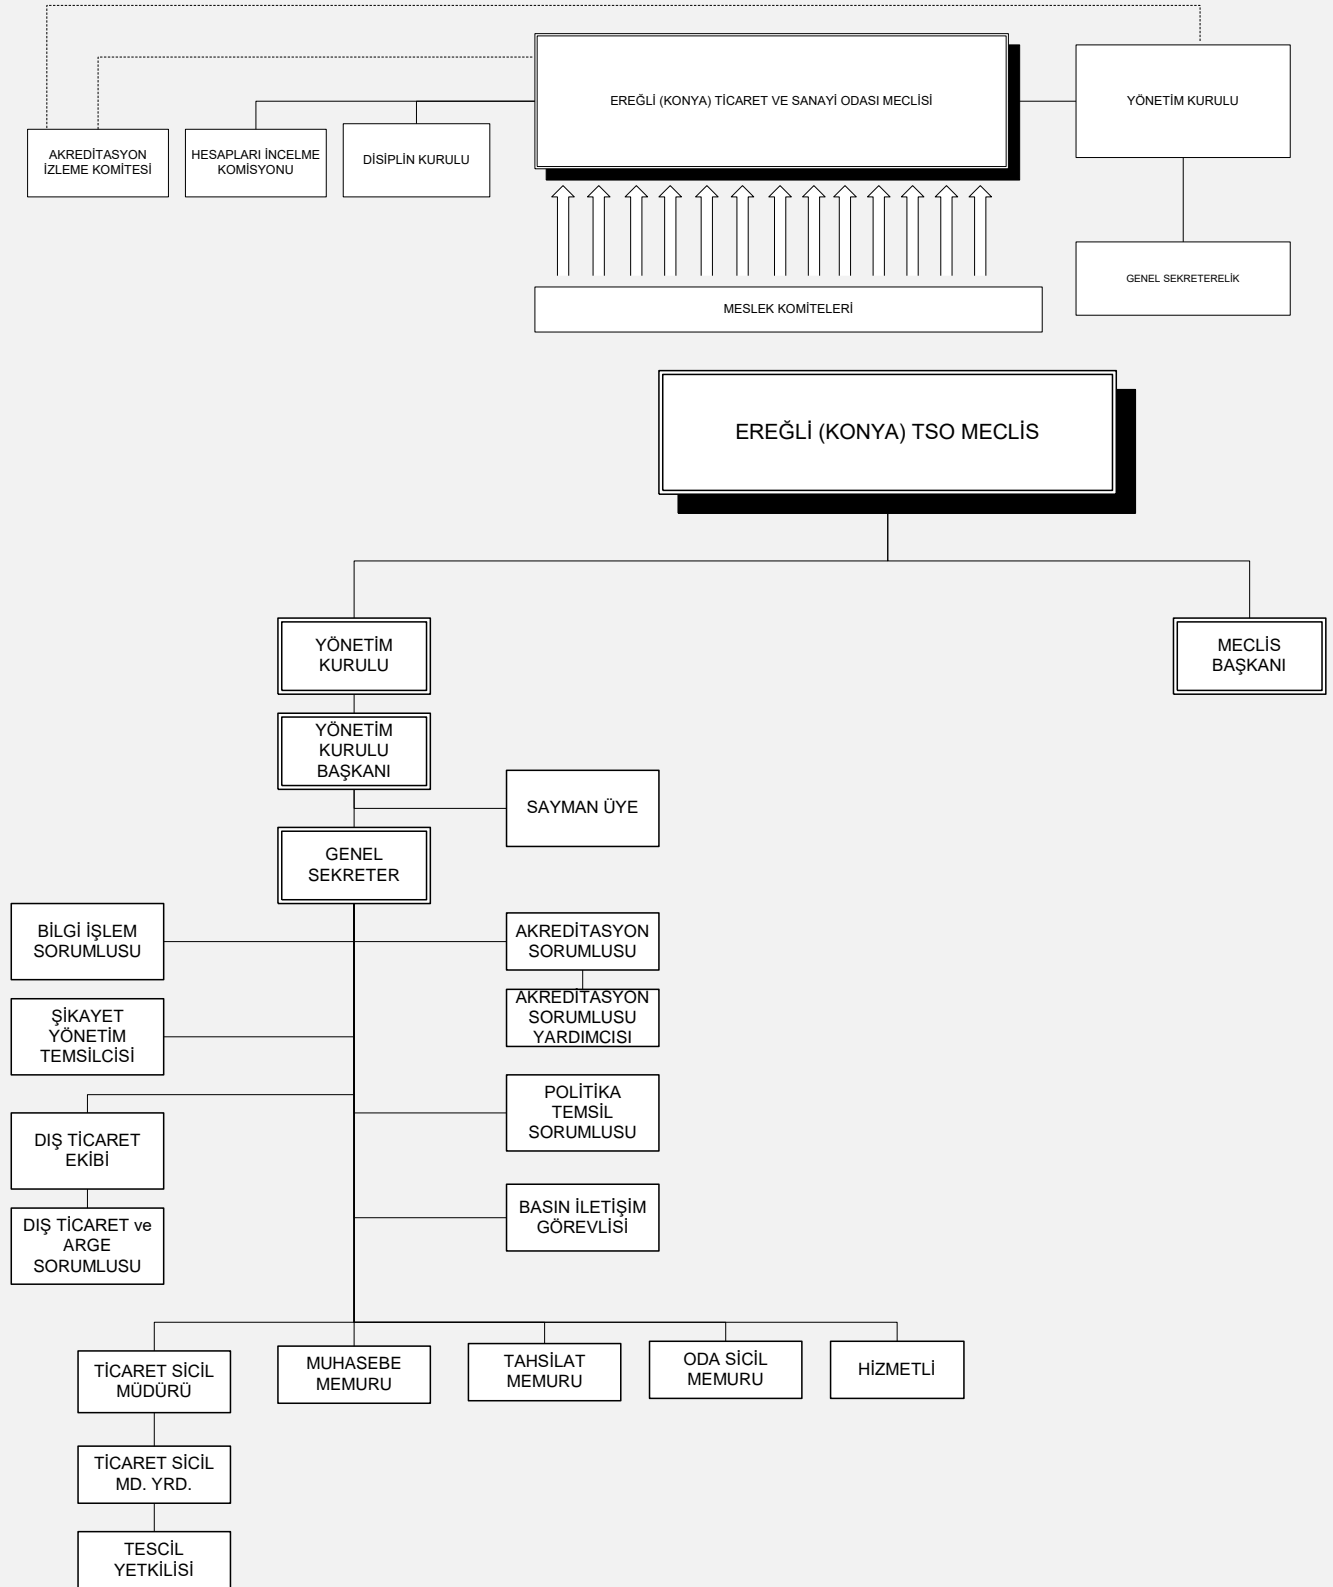 EREĞLİ (KONYA) TİCARET VE SANAYİ ODASI MECLİSİ
YÖNETİM KURULU
AKREDİTASYON
İZLEME KOMİTESİ
HESAPLARI İNCELME
KOMİSYONU
DİSİPLİN KURULU
GENEL SEKRETERELİK
MESLEK KOMİTELERİ
EREĞLİ (KONYA) TSO MECLİS
YÖNETİM
KURULU
MECLİS
BAŞKANI
YÖNETİM
KURULU
BAŞKANI
SAYMAN ÜYE
GENEL
SEKRETER
BİLGİ İŞLEM
SORUMLUSU
AKREDİTASYON
SORUMLUSU
AKREDİTASYON
SORUMLUSU
YARDIMCISI
ŞİKAYET
YÖNETİM
TEMSİLCİSİ
POLİTİKA
TEMSİL
SORUMLUSU
DIŞ TİCARET
EKİBİ
BASIN İLETİŞİM
GÖREVLİSİ
DIŞ TİCARET ve
ARGE
SORUMLUSU
TİCARET SİCİL
MÜDÜRÜ
MUHASEBE
MEMURU
TAHSİLAT
MEMURU
ODA SİCİL
MEMURU
HİZMETLİ
TİCARET SİCİL
MD. YRD.
TESCİL
YETKİLİSİ